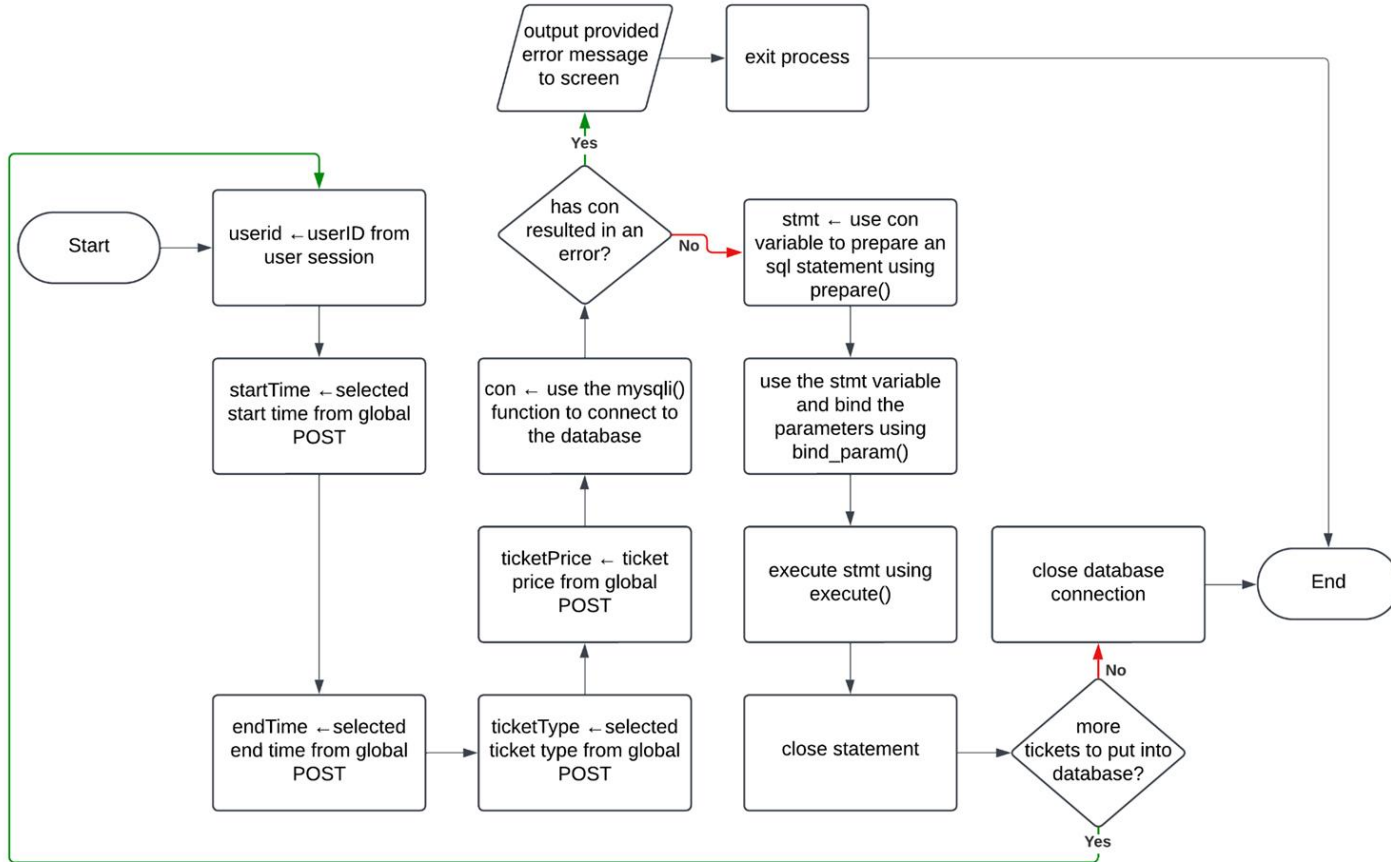 Start
userid ←userID from
user session
startTime ←selected
start time from global
POST
endTime ←selected
end time from global
POST
ticketType ←selected
ticket type from global
POST
ticketPrice ← ticket
price from global
POST
con ← use the mysqli()
function to connect to
the database
has con
resulted in an
error?
Yes
output provided
error message
to screen
exit process
No
stmt ← use con
variable to prepare an
sql statement using
prepare()
use the stmt variable
and bind the
parameters using
bind_param()
execute stmt using
execute()
close statement
more
tickets to put into
database?
Yes
No
close database
connection
End